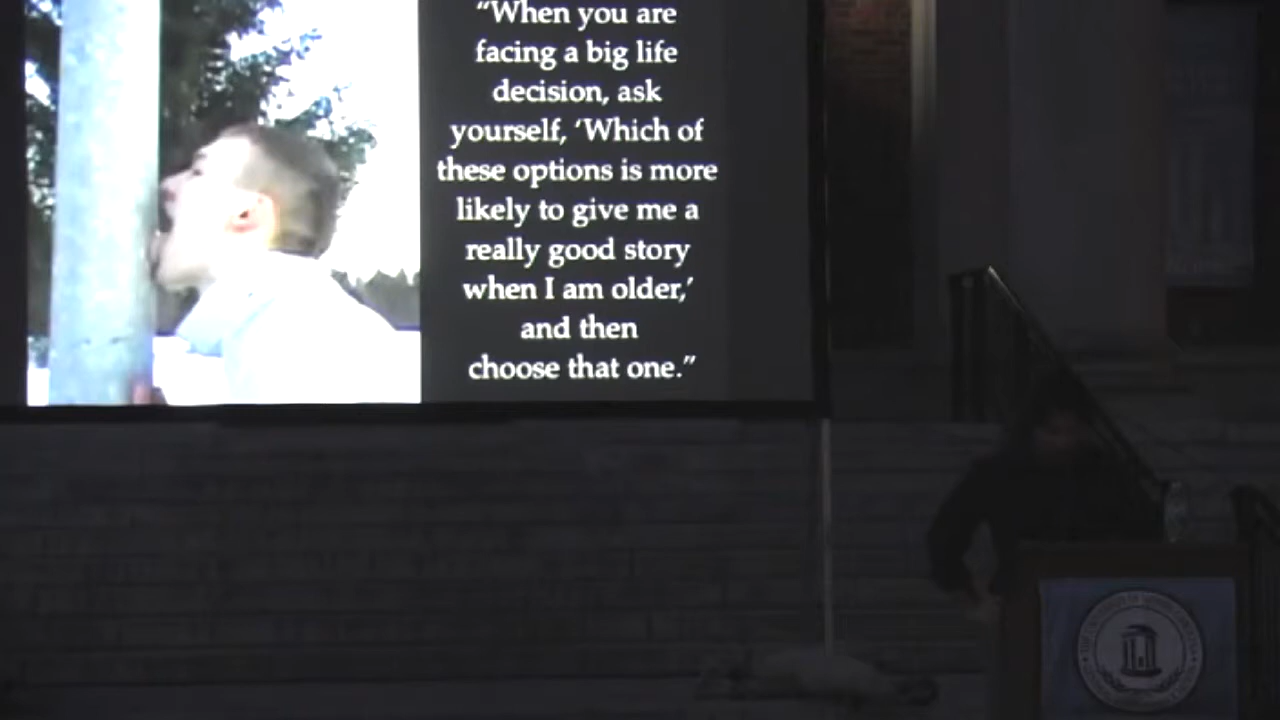 “When you are
facing a big life
decision, ask
yourself, ‘Which of
these options is more
likely to give me a
really good story
when I am older,’
and then
choose that one.”